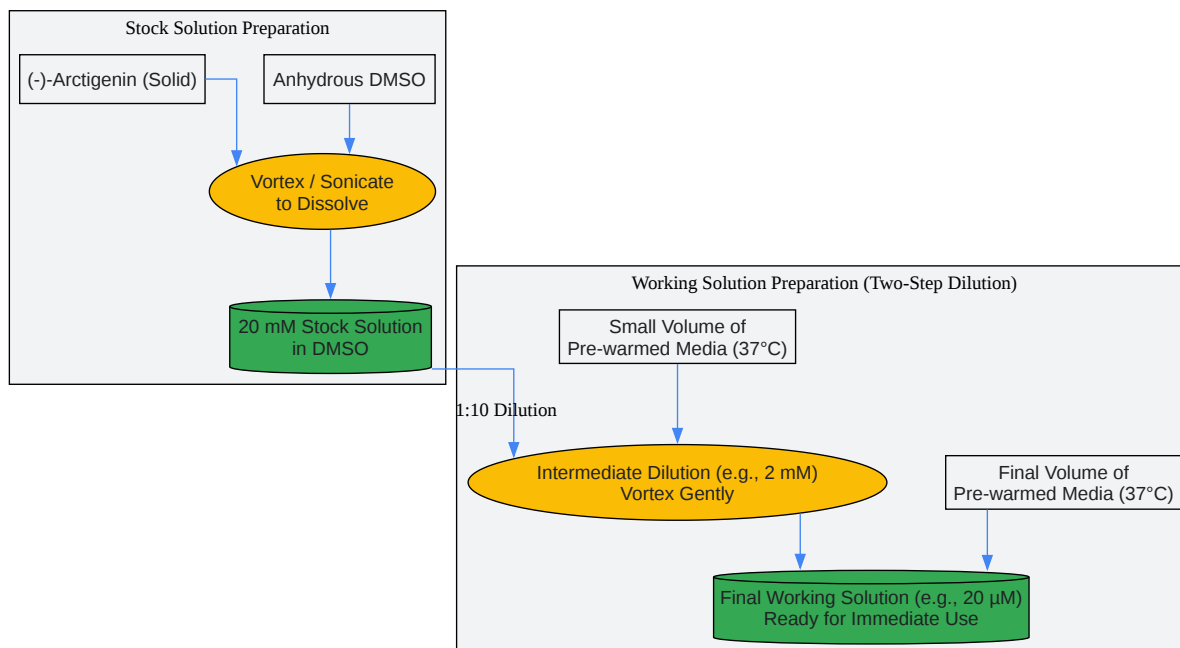 Stock Solution Preparation
(-)-Arctigenin (Solid)
Anhydrous DMSO
Vortex / Sonicate
to Dissolve
20 mM Stock Solution
in DMSO
Working Solution Preparation (Two-Step Dilution)
Small Volume of
Pre-warmed Media (37°C)
1:10 Dilution
Intermediate Dilution (e.g., 2 mM)
Vortex Gently
Final Volume of
Pre-warmed Media (37°C)
Final Working Solution (e.g., 20 µM)
Ready for Immediate Use